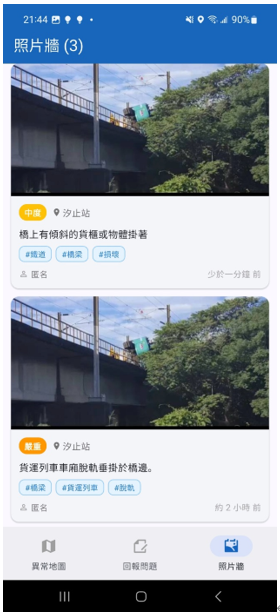 21:44
90%
照片牆 (3)
中度 汐止站
橋上有傾斜的貨櫃或物體掛著
#鐵道 #橋梁 #損壞
匿名 少於一分鐘 前
嚴重 汐止站
貨運列車車廂脫軌垂掛於橋邊。
#橋梁 #貨運列車 #脫軌
匿名 約 2 小時 前
異常地圖 回報問題 照片牆